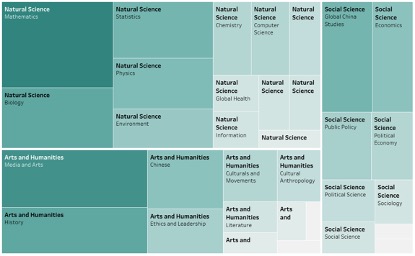 Natural Science
Mathematics
Natural Science
Biology
Natural Science
Statistics
Natural Science
Physics
Natural Science
Environment
Natural
Science
Chemistry
Natural
Science
Computer
Science
Natural
Science
Natural
Science
Global Health
Natural
Science
Information
Natural
Science
Natural
Science
Natural Science
Social Science
Global China
Studies
Social
Science
Economics
Social Science
Public Policy
Social
Science
Political
Economy
Social Science
Political Science
Social
Science
Sociology
Social Science
Social Science
Arts and Humanities
Media and Arts
Arts and Humanities
History
Arts and Humanities
Chinese
Arts and Humanities
Ethics and Leadership
Arts and
Humanities
Culturals and
Movements
Arts and
Humanities
Cultural
Anthropology
Arts and
Humanities
Literature
Arts and
Arts
and